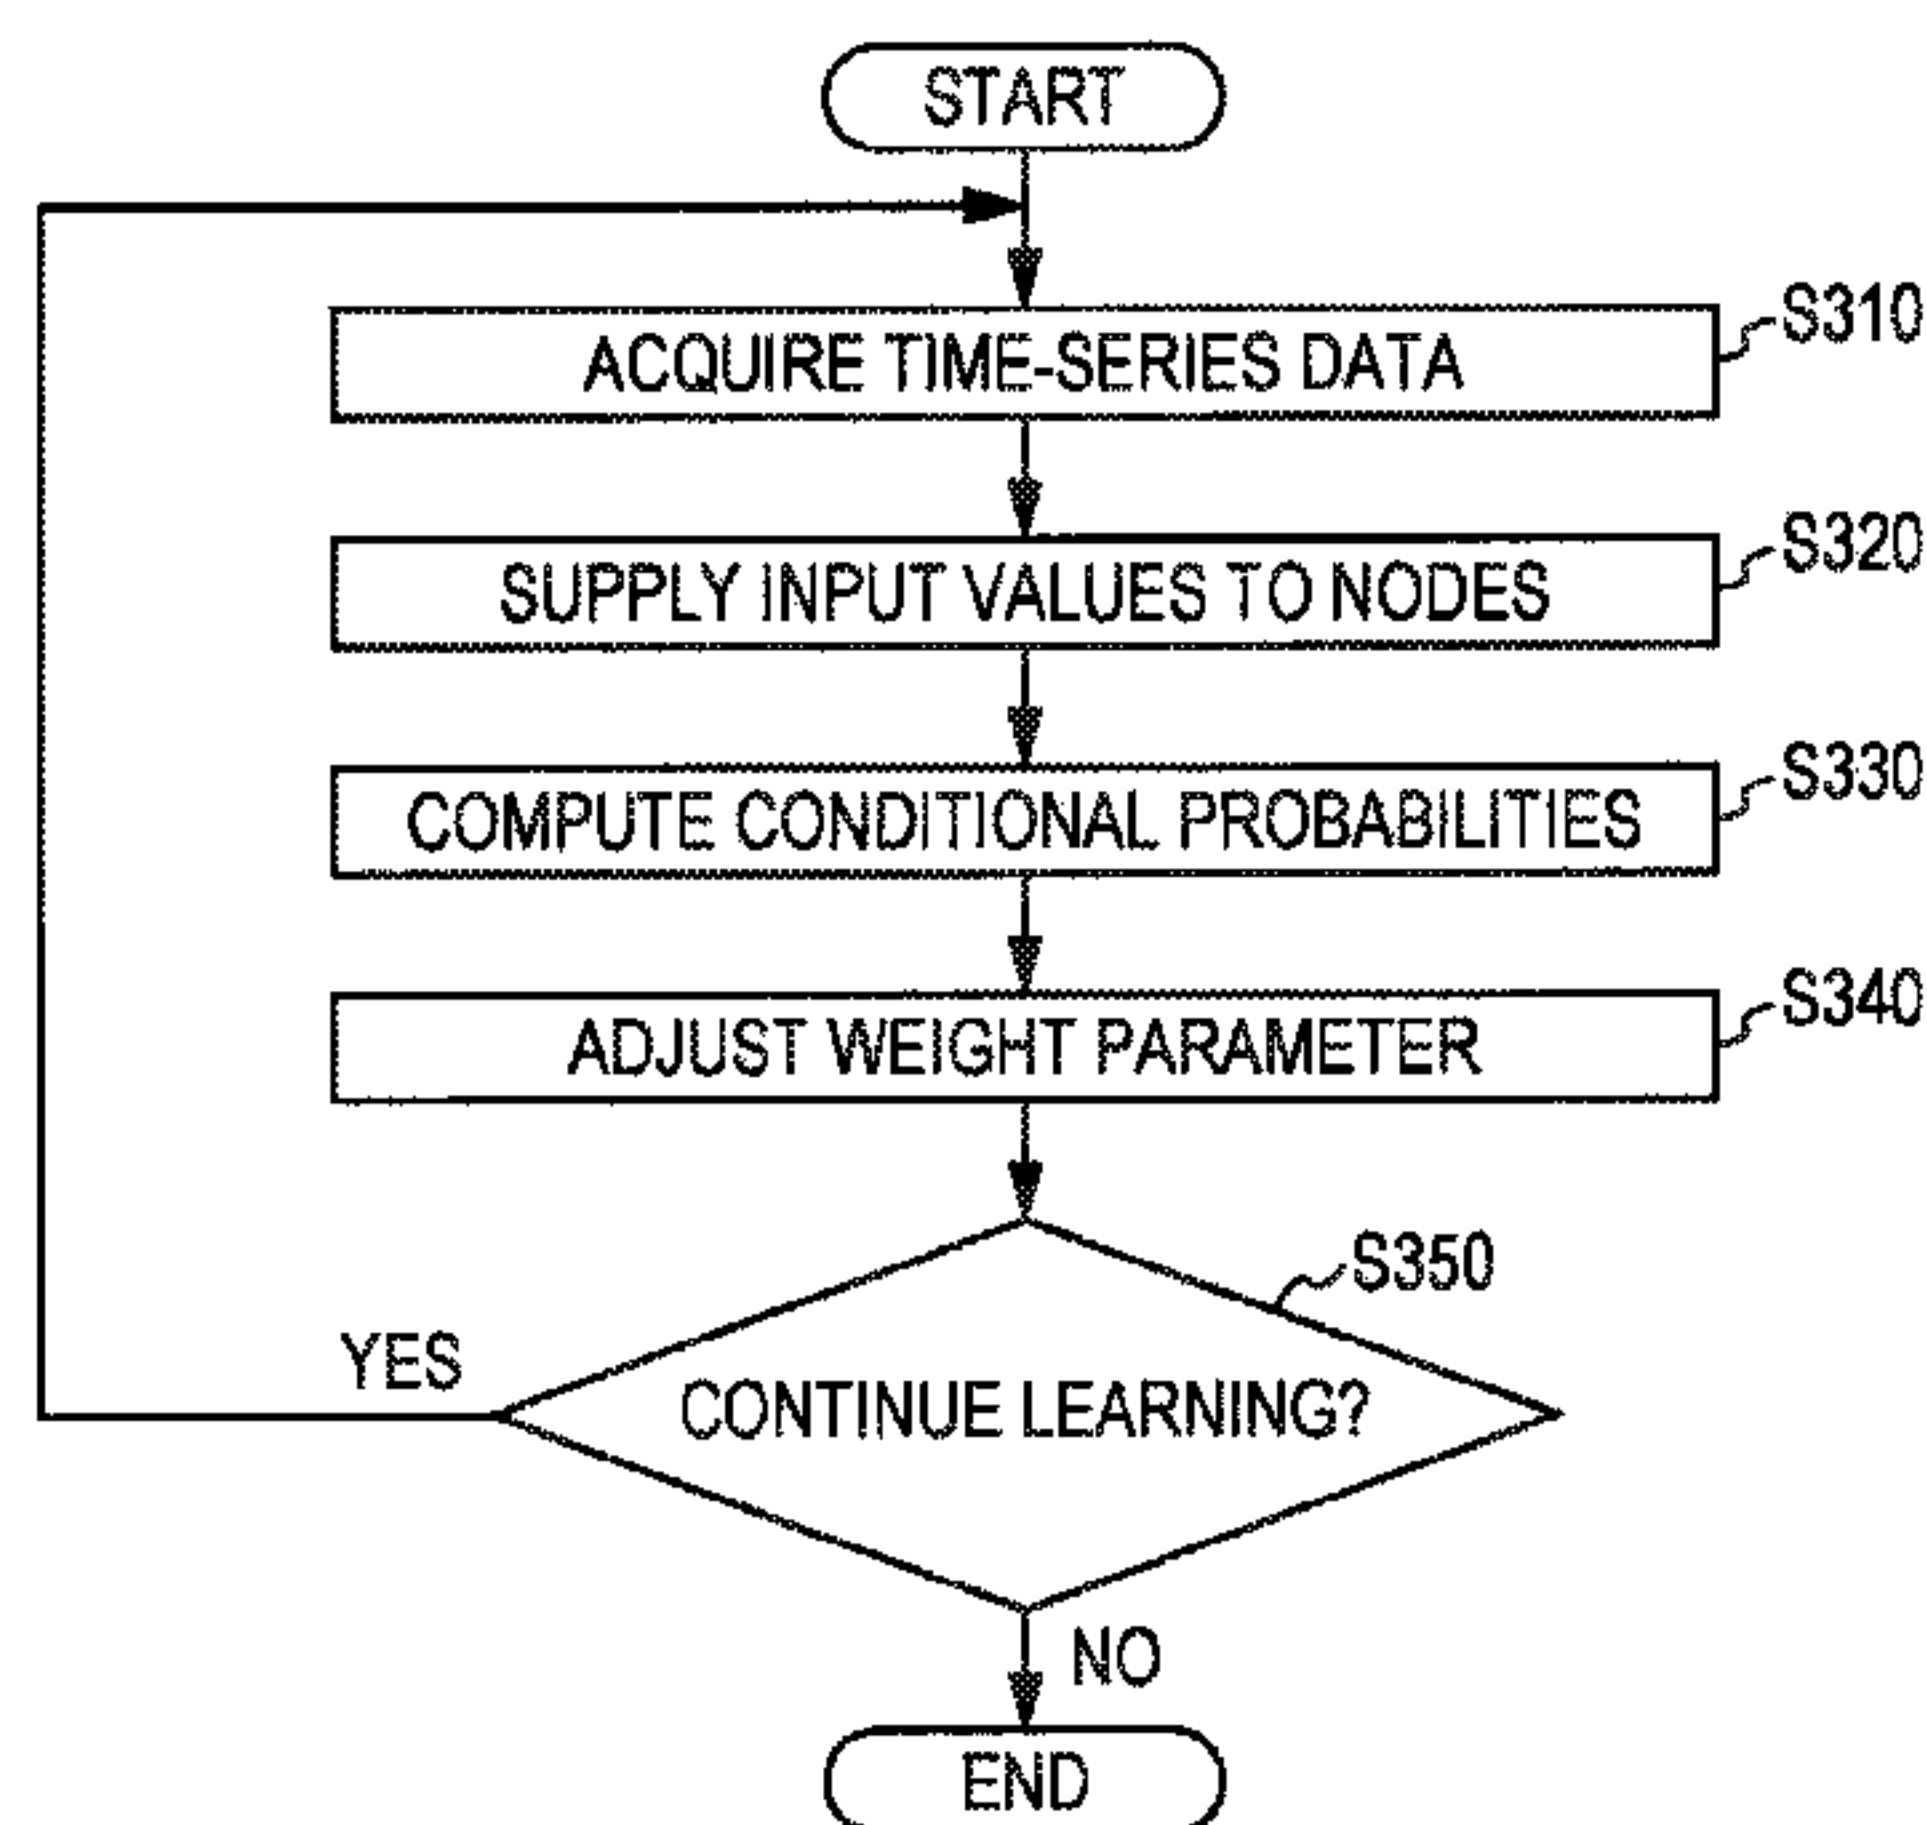 START
ACQUIRE TIME-SERIES DATA
S310
SUPPLY INPUT VALUES TO NODES
S320
COMPUTE CONDITIONAL PROBABILITIES
S330
ADJUST WEIGHT PARAMETER
S340
S350
YES
CONTINUE LEARNING?
NO
END